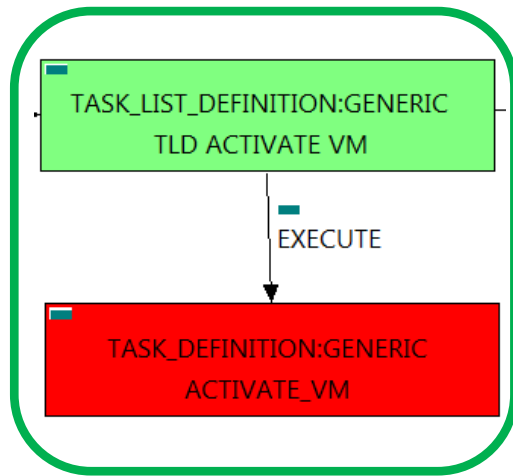 TASK_LIST_DEFINITION:GENERIC
TLD ACTIVATE VM
EXECUTE
TASK_DEFINITION:GENERIC
ACTIVATE_VM